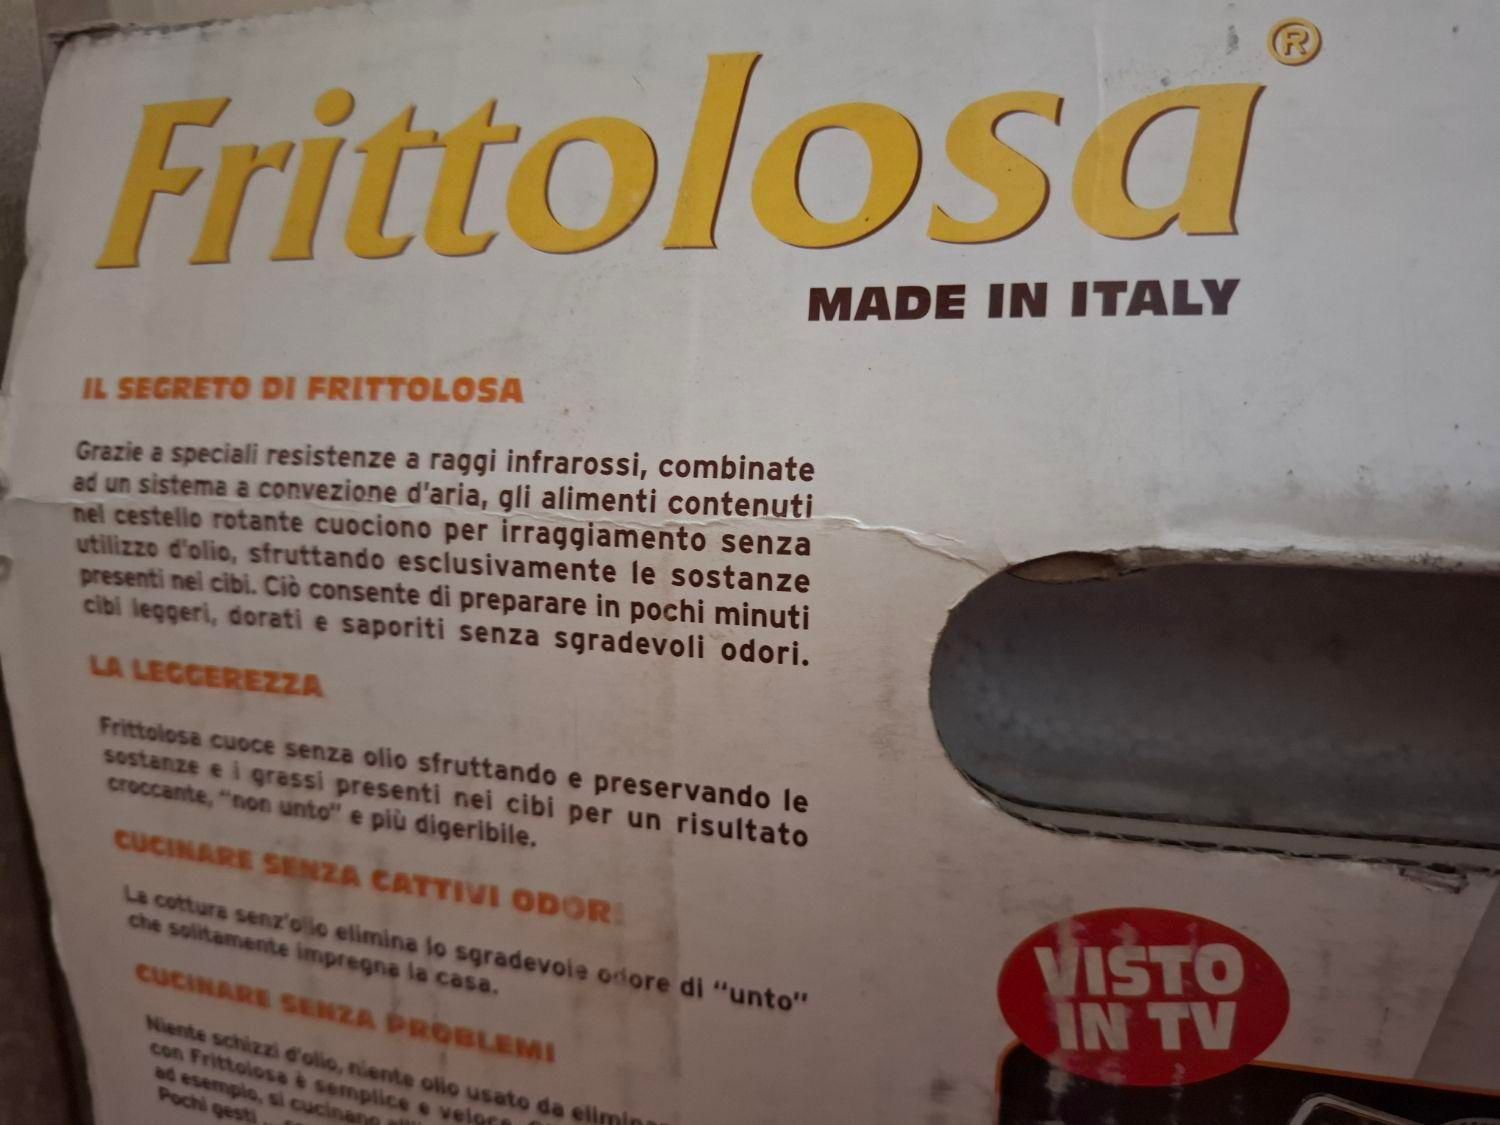 Frittolosa®
MADE IN ITALY
IL SEGRETO DI FRITTOLOSA
Grazie a speciali resistenze a raggi infrarossi, combinate
ad un sistema a convezione d'aria, gli alimenti contenuti
nel cestello rotante cuociono per irraggiamento senza
utilizzo d'olio, sfruttando esclusivamente le sostanze
presenti nei cibi. Ciò consente di preparare in pochi minuti
cibi leggeri, dorati e saporiti senza sgradevoli odori.
LA LEGGEREZZA
Frittolosa cuoce senza olio sfruttando e preservando le
sostanze e i grassi presenti nei cibi per un risultato
croccante, "non unto" e più digeribile.
CUCINARE SENZA CATTIVI ODORI
La cottura senz'olio elimina lo sgradevole odore di "unto"
che solitamente impregna la casa.
CUCINARE SENZA PROBLEMI
Niente schizzi d'olio, niente olio usato da
con Frittolosa è semplice e veloce.
ad esempio, si cucinano
Pochi gesti
VISTO
IN TV